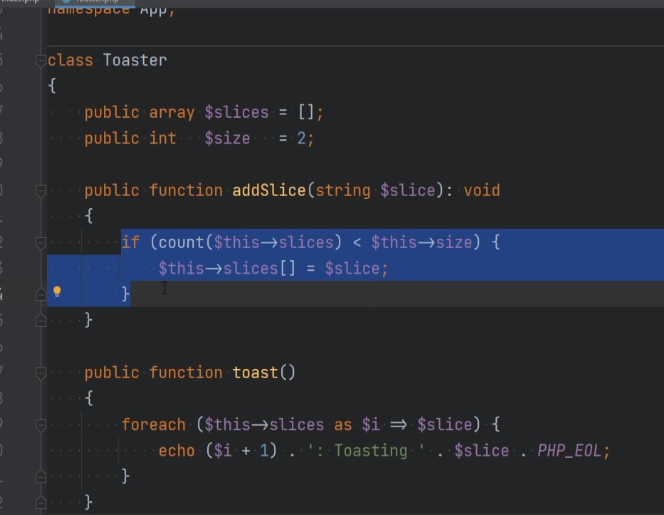 namespace App;
class Toaster
{
public array $slices = [];
public int $size = 2;
public function addSlice(string $slice): void
{
if (count($this->slices) < $this->size) {
$this->slices[] = $slice;
}
}
public function toast()
{
foreach ($this->slices as $i => $slice) {
echo ($i + 1) . ': Toasting ' . $slice . PHP_EOL;
}
}